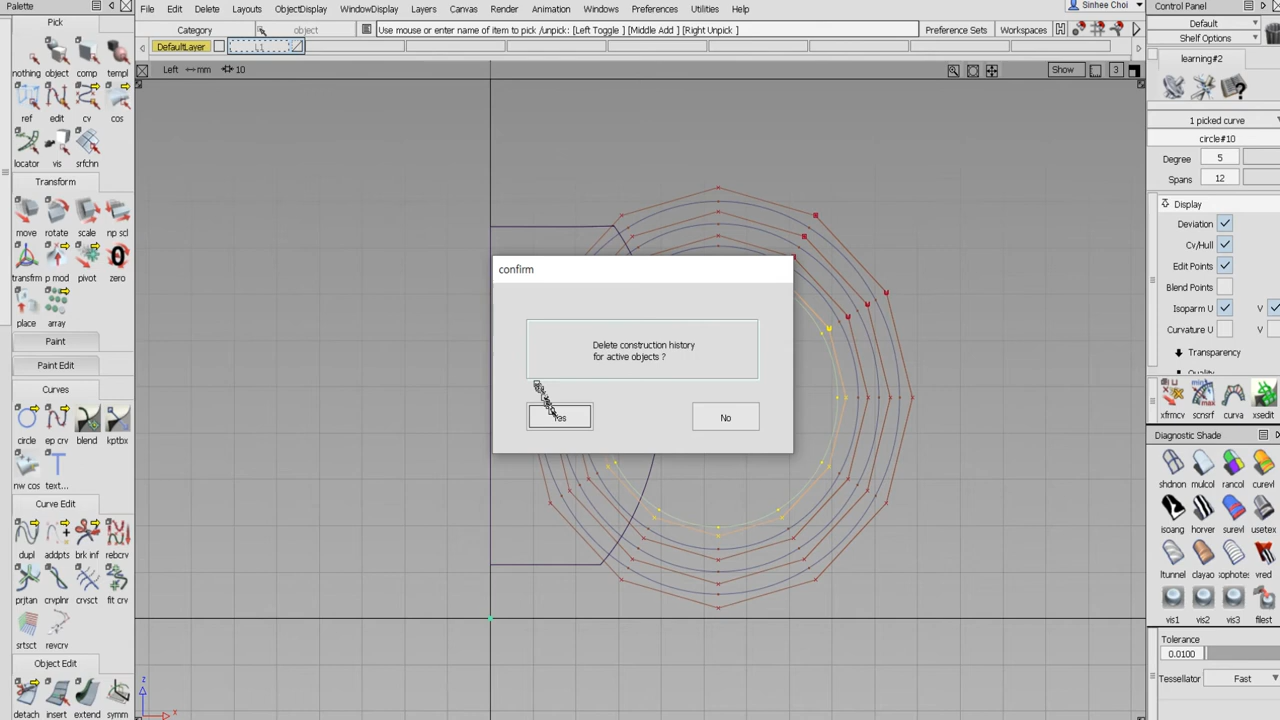 Palette
File Edit Delete Layouts ObjectDisplay WindowDisplay Layers Canvas Render Animation Windows Preferences Utilities Help
Sinhee Choi
Control Panel
Category object Use mouse or enter name of item to pick /unpick: [Left Toggle ] [Middle Add ] [Right Unpick ] Preference Sets Workspaces
DefaultLayer L1
Left mm 10 Show 3
Pick
nothing object comp templ
ref edit cv cos
locator vis srfchn
Transform
move rotate scale np scl
transfrm p mod pivot zero
place array
Paint
Paint Edit
Curves
circle ep crv blend kptbx
nw cos text...
Curve Edit
dupl addpts brk inf rebcrv
prjtan crvplnr crvsct fit crv
srtsct revcrv
Object Edit
detach insert extend symm
confirm
Delete construction history
for active objects ?
No
z
x
Default
Shelf Options
learning#2
1 picked curve
circle#10
Degree 5
Spans 12
Display
Deviation
Cv/Hull
Edit Points
Blend Points
Isoparm U V
Curvature U V
Transparency
xfrmcv scnsrf curva xsedit
Diagnostic Shade
shdnon mulcol rancol curevl
isoang horver surevl usetex
ltunnel clayao sophote vred
vis1 vis2 vis3 filest
Tolerance
0.0100
Tessellator Fast